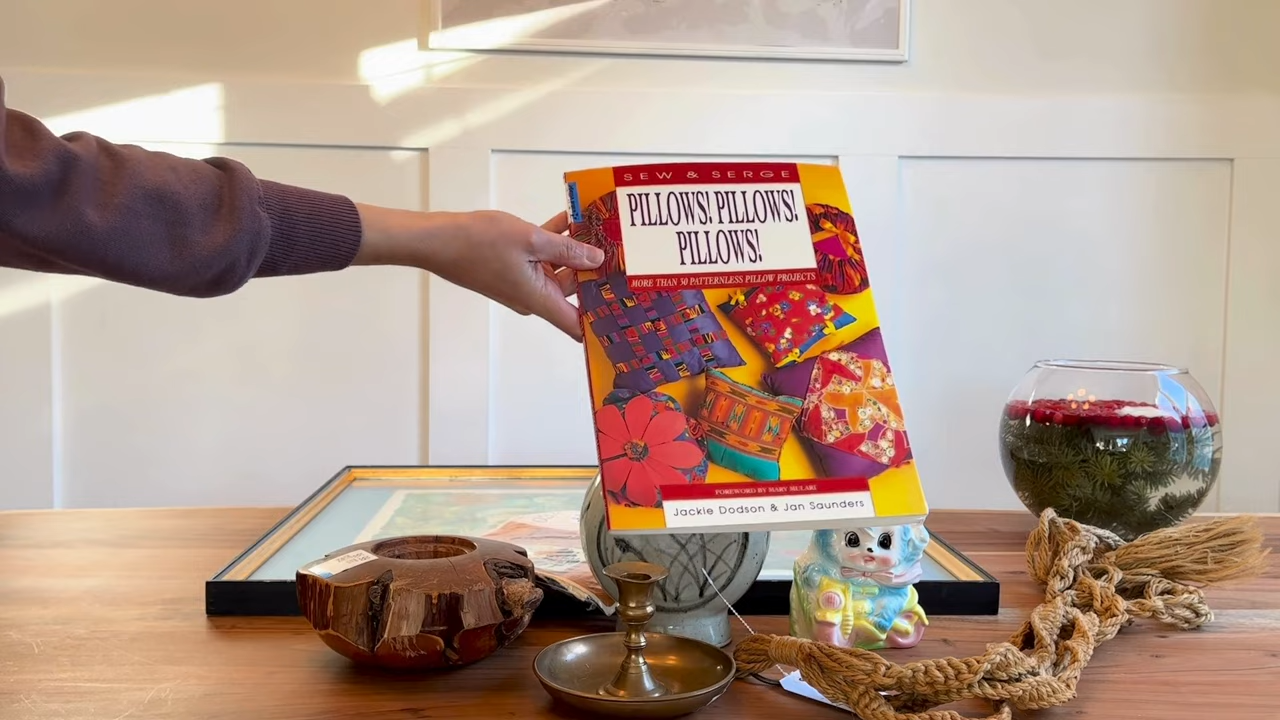 SEW & SERGE
PILLOWS! PILLOWS!
PILLOWS!
MORE THAN 30 PATTERNLESS PILLOW PROJECTS
FOREWORD BY MARY MULARI
Jackie Dodson & Jan Saunders